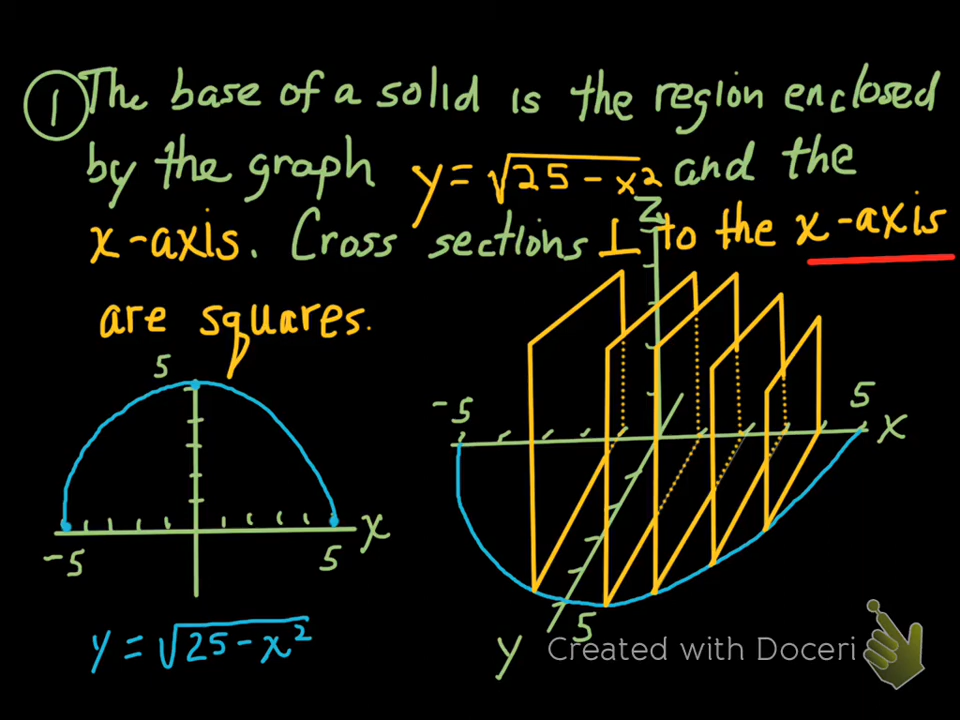 ① The base of a solid is the region enclosed
by the graph y = √25 - x² and the
x-axis. Cross sections ⊥ to the x-axis
are squares.
z
5
-5
5
x
-5
5
x
5
y
y = √25 - x²
Created with Doceri